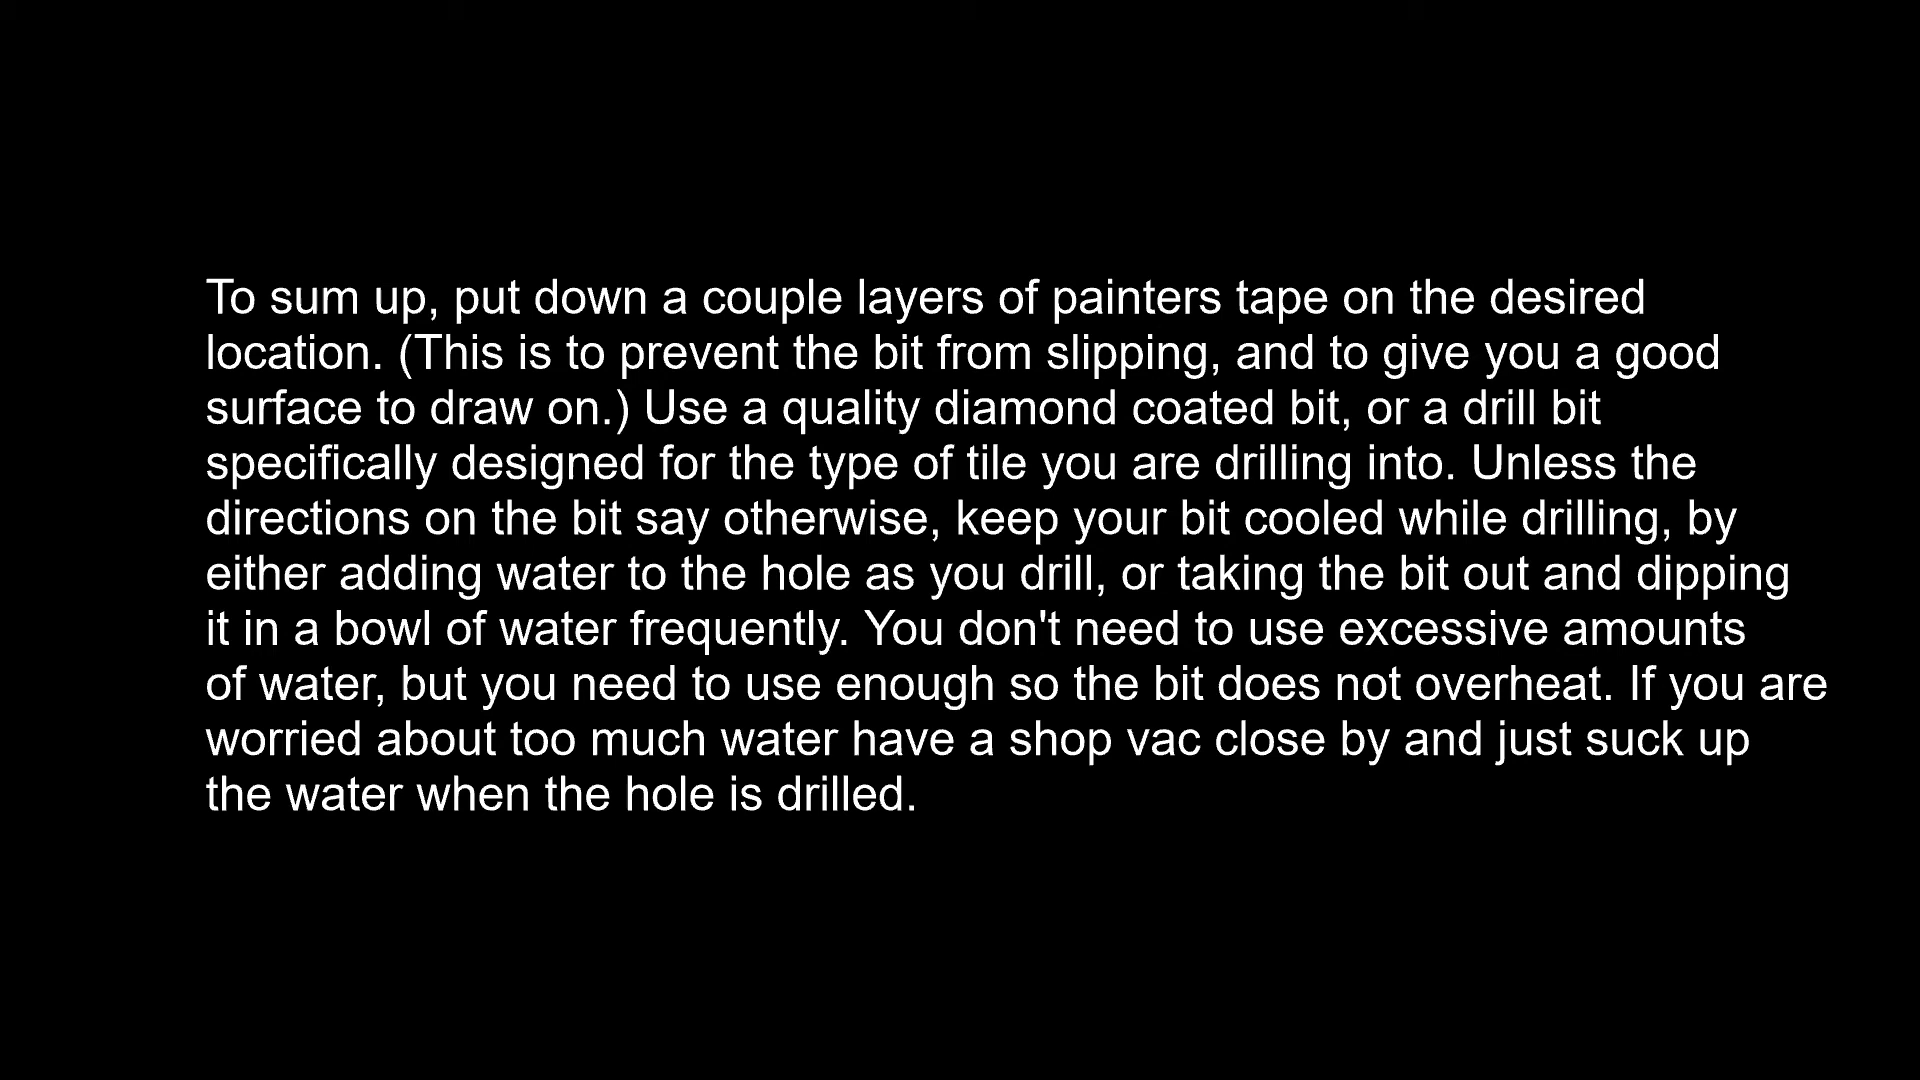 To sum up, put down a couple layers of painters tape on the desired
location. (This is to prevent the bit from slipping, and to give you a good
surface to draw on.) Use a quality diamond coated bit, or a drill bit
specifically designed for the type of tile you are drilling into. Unless the
directions on the bit say otherwise, keep your bit cooled while drilling, by
either adding water to the hole as you drill, or taking the bit out and dipping
it in a bowl of water frequently. You don't need to use excessive amounts
of water, but you need to use enough so the bit does not overheat. If you are
worried about too much water have a shop vac close by and just suck up
the water when the hole is drilled.